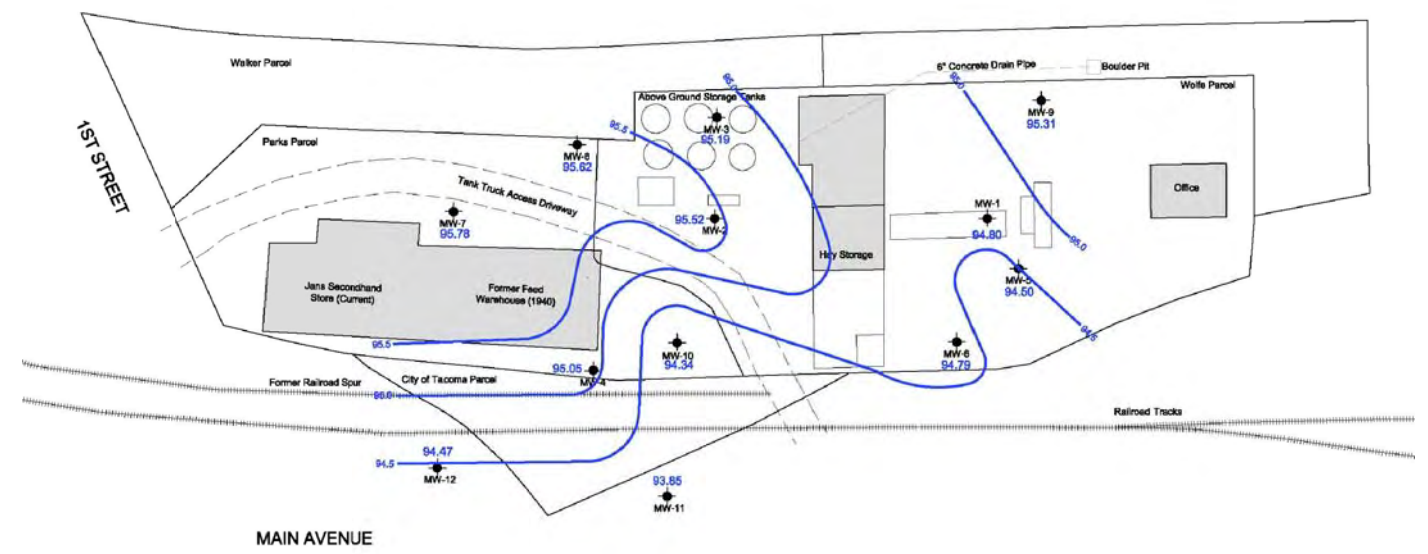 Walker Parcel
6" Concrete Drain Pipe
Boulder Pit
95.0
95.0
Wolfe Parcel
Above Ground Storage Tanks
MW-9
95.31
1ST STREET
Parks Parcel
95.5
MW-3
95.19
MW-8
95.62
Tank Truck Access Driveway
Office
MW-7
95.78
95.52
MW-2
MW-1
94.80
95.0
Hay Storage
MW-5
94.50
Jans Secondhand
Store (Current)
Former Feed
Warehouse (1940)
94.5
95.5
MW-10
94.34
MW-6
94.79
95.05
MW-4
Former Railroad Spur
City of Tacoma Parcel
95.0
Railroad Tracks
94.47
94.5
MW-12
93.85
MW-11
MAIN AVENUE